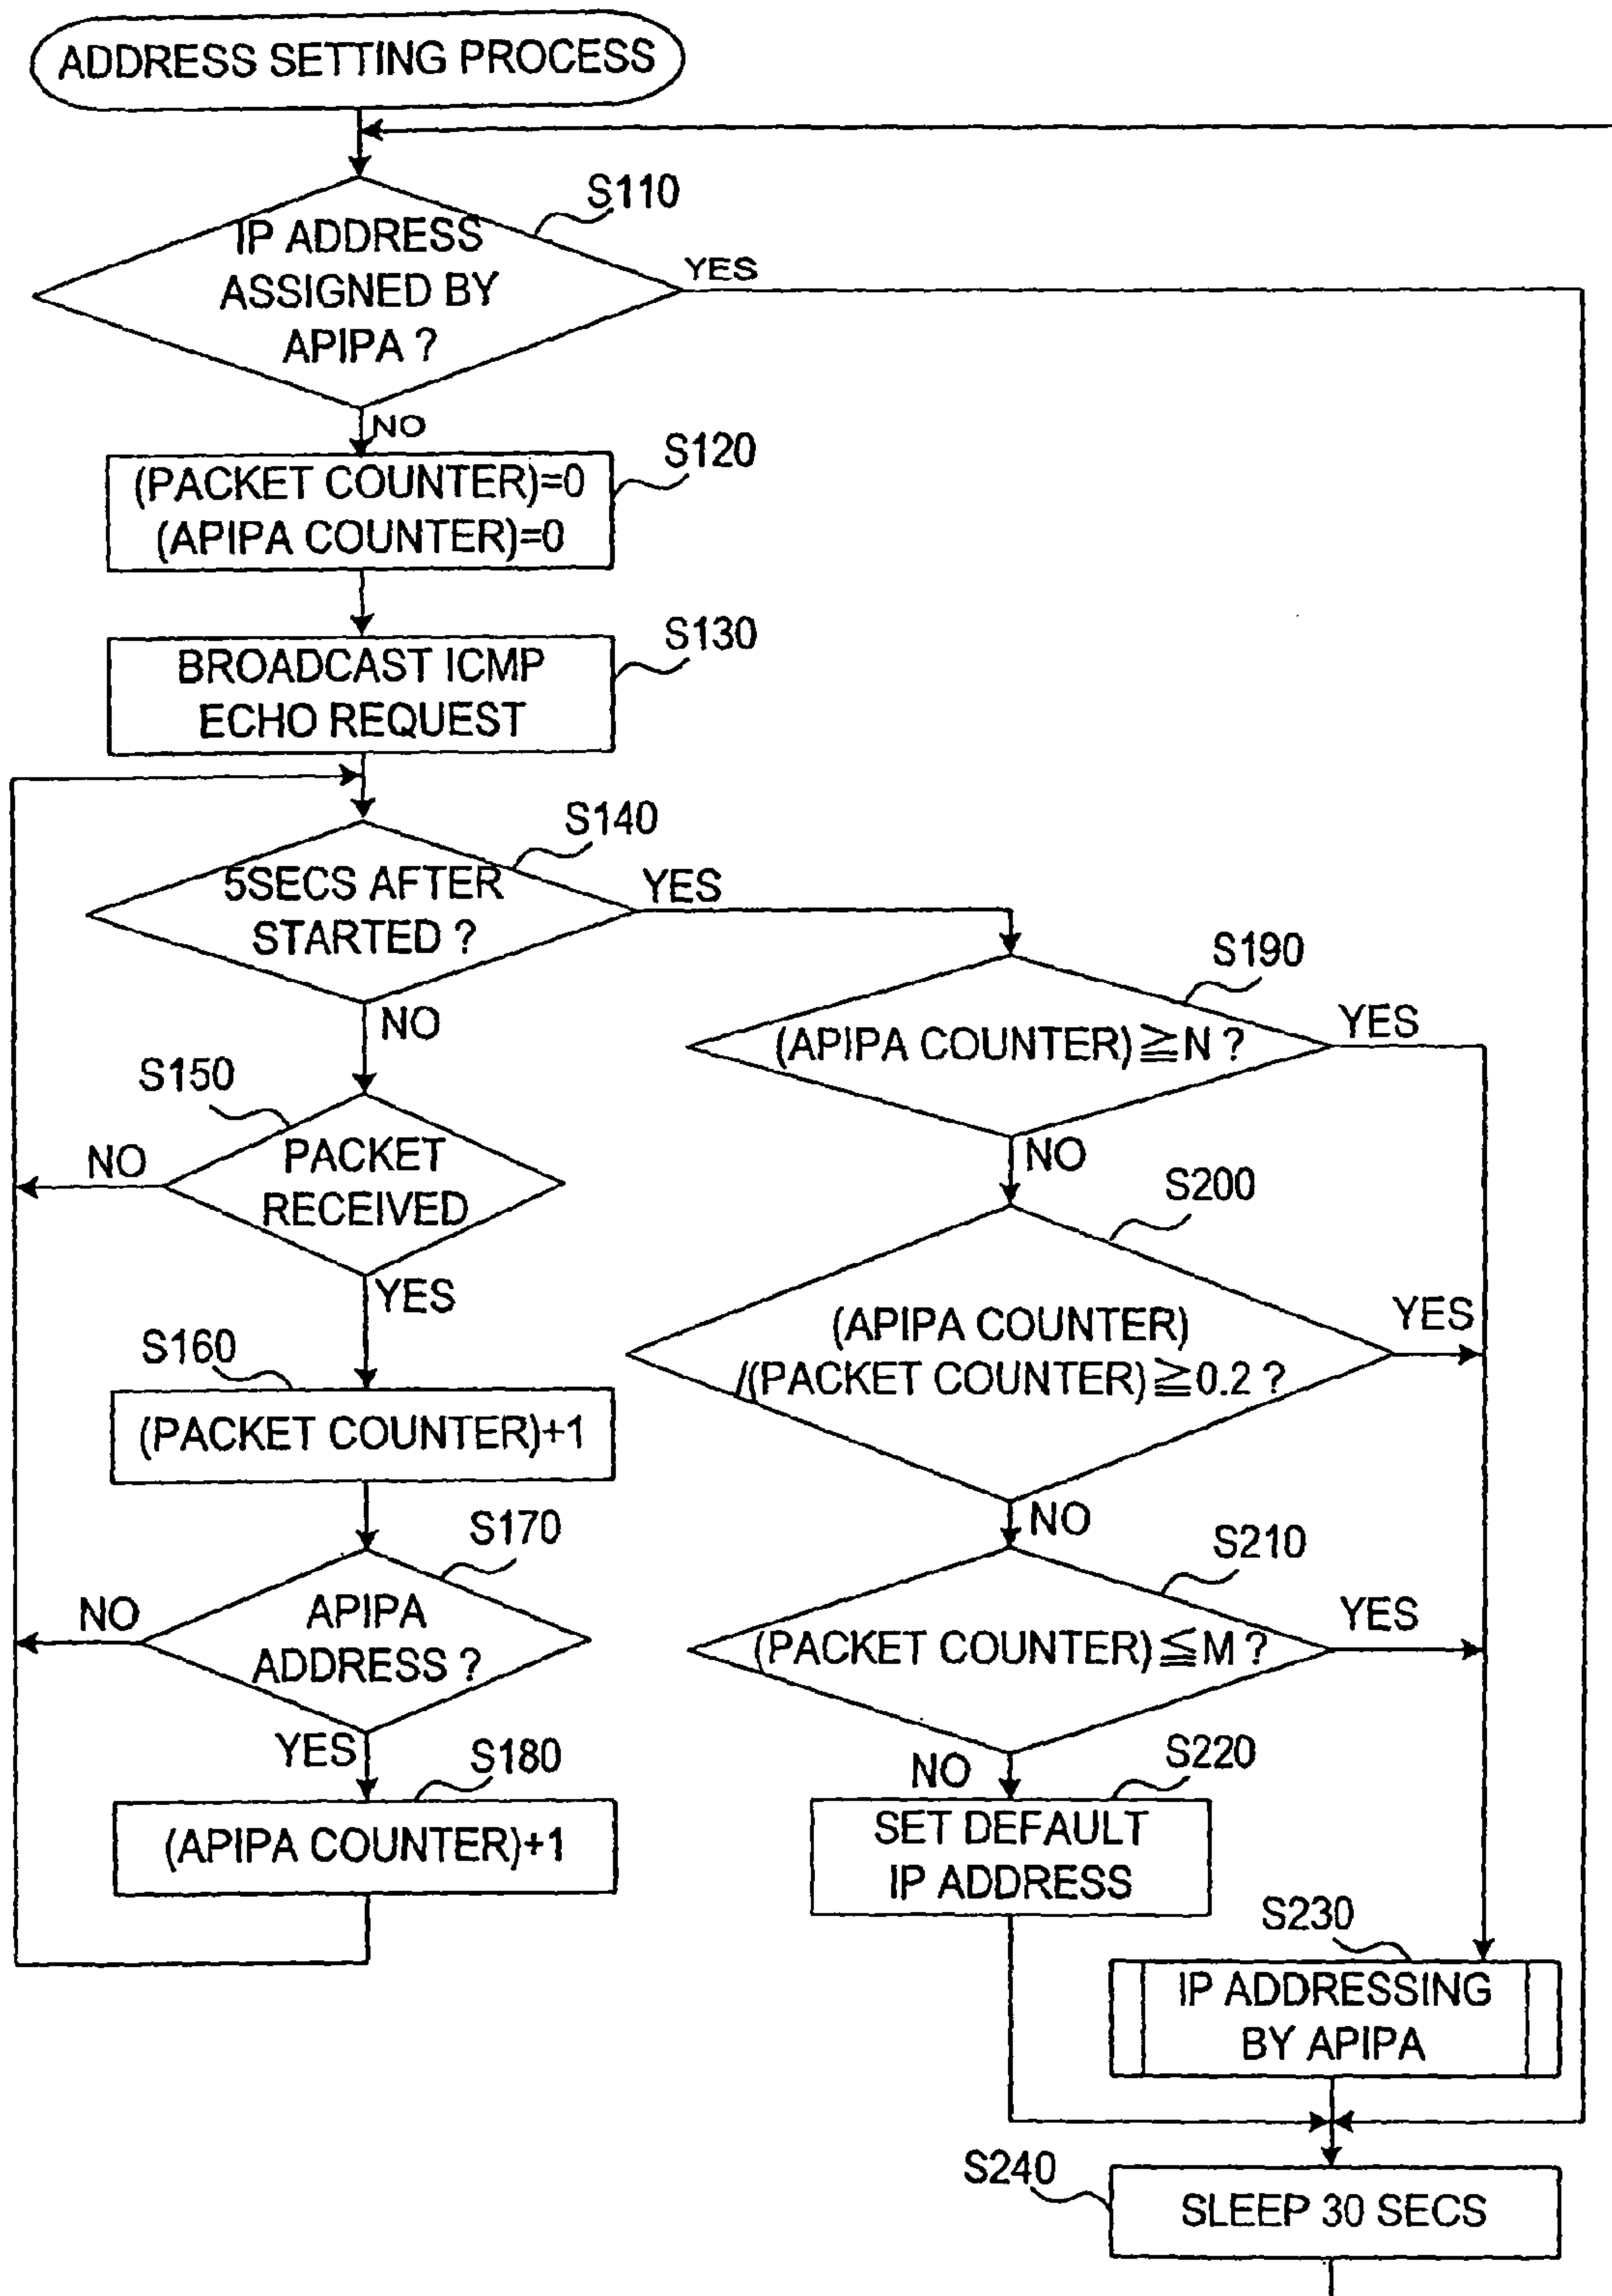 ADDRESS SETTING PROCESS
S110
IP ADDRESS
ASSIGNED BY
APIPA ?
YES
NO
S120
(PACKET COUNTER)=0
(APIPA COUNTER)=0
S130
BROADCAST ICMP
ECHO REQUEST
S140
5SECS AFTER
STARTED ?
YES
NO
S150
PACKET
RECEIVED
NO
YES
S160
(PACKET COUNTER)+1
S170
APIPA
ADDRESS ?
NO
YES
S180
(APIPA COUNTER)+1
S190
(APIPA COUNTER)≧N ?
YES
NO
S200
(APIPA COUNTER)
/((PACKET COUNTER)≧0.2 ?
YES
NO
S210
(PACKET COUNTER)≦M ?
YES
NO
S220
SET DEFAULT
IP ADDRESS
S230
IP ADDRESSING
BY APIPA
S240
SLEEP 30 SECS